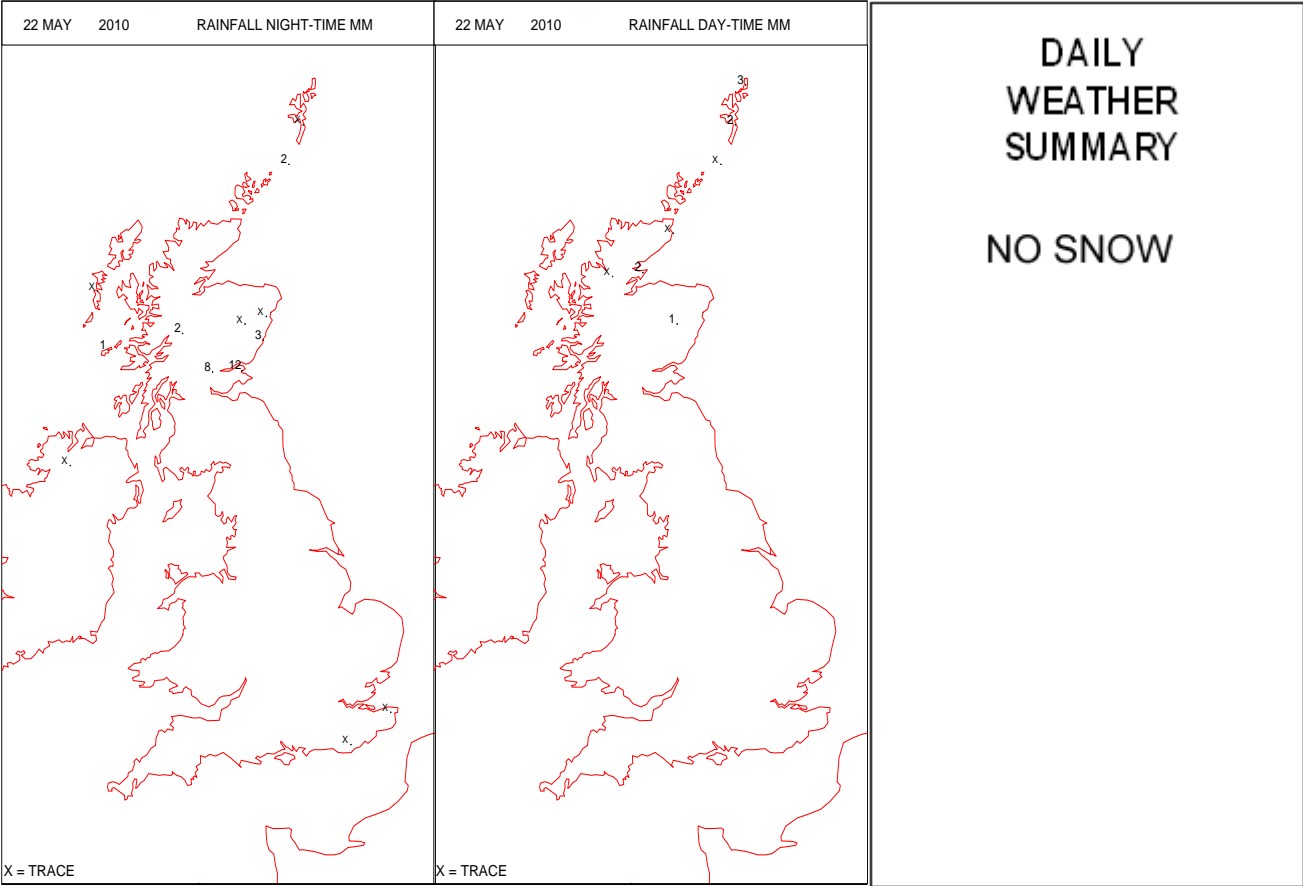 22 MAY 2010 RAINFALL NIGHT-TIME MM
X
2.
X
2.
X.
X.
3.
1
8.
12
X.
X.
X.
X = TRACE
22 MAY 2010 RAINFALL DAY-TIME MM
3
2.
X.
X.
2
X.
1.
X = TRACE
DAILY
WEATHER
SUMMARY
NO SNOW